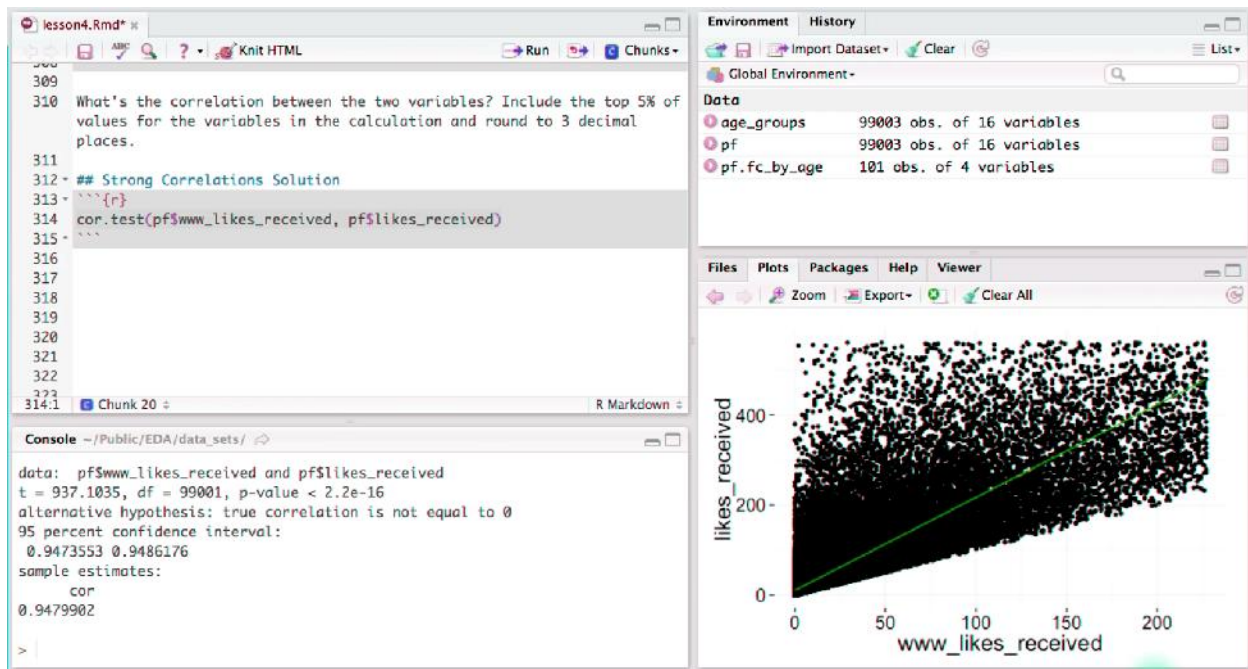 lesson4.Rmd* ×
ABC ? Knit HTML Run Chunks
309
310 What's the correlation between the two variables? Include the top 5% of
values for the variables in the calculation and round to 3 decimal
places.
311
312 ## Strong Correlations Solution
313 ```{r}
314 cor.test(pf$www_likes_received, pf$likes_received)
315 ```
316
317
318
319
320
321
322
323
314:1 C Chunk 20 R Markdown
Console ~/Public/EDA/data_sets/
data: pf$www_likes_received and pf$likes_received
t = 937.1035, df = 99001, p-value < 2.2e-16
alternative hypothesis: true correlation is not equal to 0
95 percent confidence interval:
0.9473553 0.9486176
sample estimates:
cor
0.9479902
>
Environment History
Import Dataset Clear List
Global Environment
Data
age_groups 99003 obs. of 16 variables
pf 99003 obs. of 16 variables
pf.fc_by_age 101 obs. of 4 variables
Files Plots Packages Help Viewer
Zoom Export Clear All
likes_received
400
200
0
0 50 100 150 200
www_likes_received